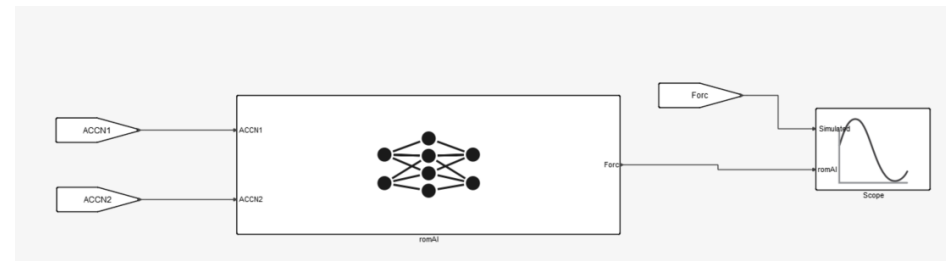 Forc
ACCN1
ACCN1
Simulated
Forc
romAI
ACCN2
ACCN2
Scope
romAI